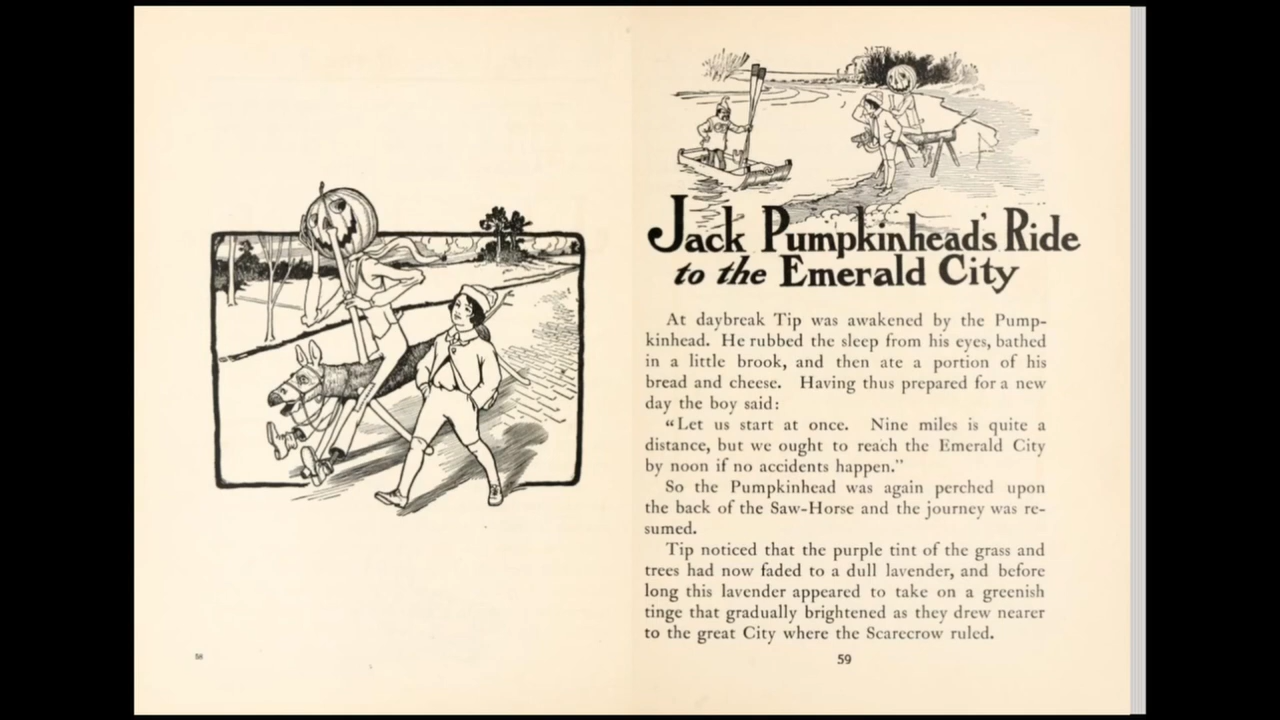 58
Jack Pumpkinhead's Ride
to the Emerald City
At daybreak Tip was awakened by the Pump-
kinhead. He rubbed the sleep from his eyes, bathed
in a little brook, and then ate a portion of his
bread and cheese. Having thus prepared for a new
day the boy said:
"Let us start at once. Nine miles is quite a
distance, but we ought to reach the Emerald City
by noon if no accidents happen."
So the Pumpkinhead was again perched upon
the back of the Saw-Horse and the journey was re-
sumed.
Tip noticed that the purple tint of the grass and
trees had now faded to a dull lavender, and before
long this lavender appeared to take on a greenish
tinge that gradually brightened as they drew nearer
to the great City where the Scarecrow ruled.
59